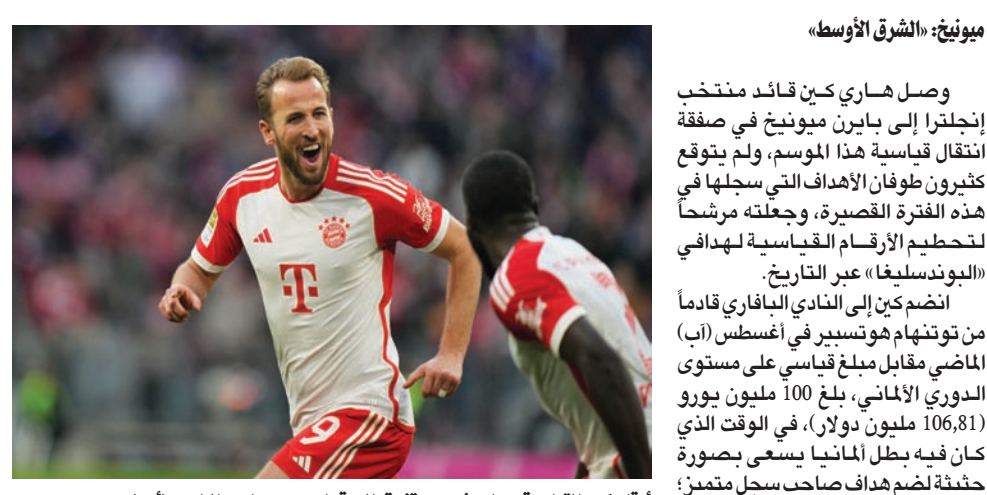 ميونيخ: «الشرق الأوسط»
وصل هاري كين قائد منتخب
إنجلترا إلى بايرن ميونيخ في صفقة
انتقال قياسية هذا الموسم، ولم يتوقع
كثيرون طوفان الأهداف التي سجلها في
هذه الفترة القصيرة، وجعلته مرشحاً
لتحطيم الأرقام القياسية لهدافي
«البوندسليغا» عبر التاريخ.
انضم كين إلى النادي البافاري قادماً
من توتنهام هوتسبير في أغسطس (آب)
الماضي مقابل مبلغ قياسي على مستوى
الدوري الألماني، بلغ 100 مليون يورو
(106,81 مليون دولار)، في الوقت الذي
كان فيه بطل ألمانيا يسعى بصورة
حثيثة لضم هداف صاحب سجل متميز؛
T
9